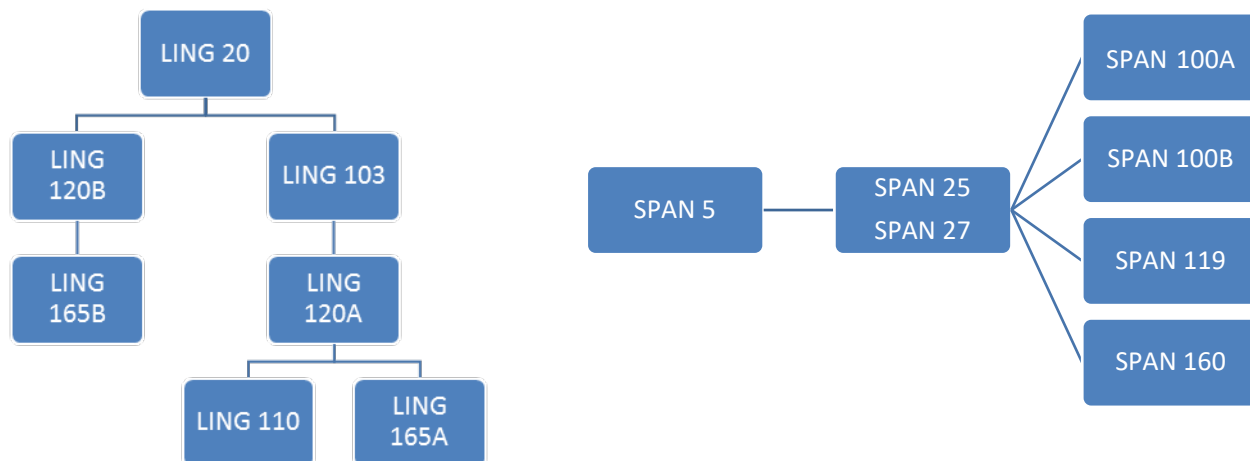 LING 20
LING
120B
LING 103
LING
165B
LING
120A
LING 110
LING
165A
SPAN 5
SPAN 25
SPAN 27
SPAN 100A
SPAN 100B
SPAN 119
SPAN 160